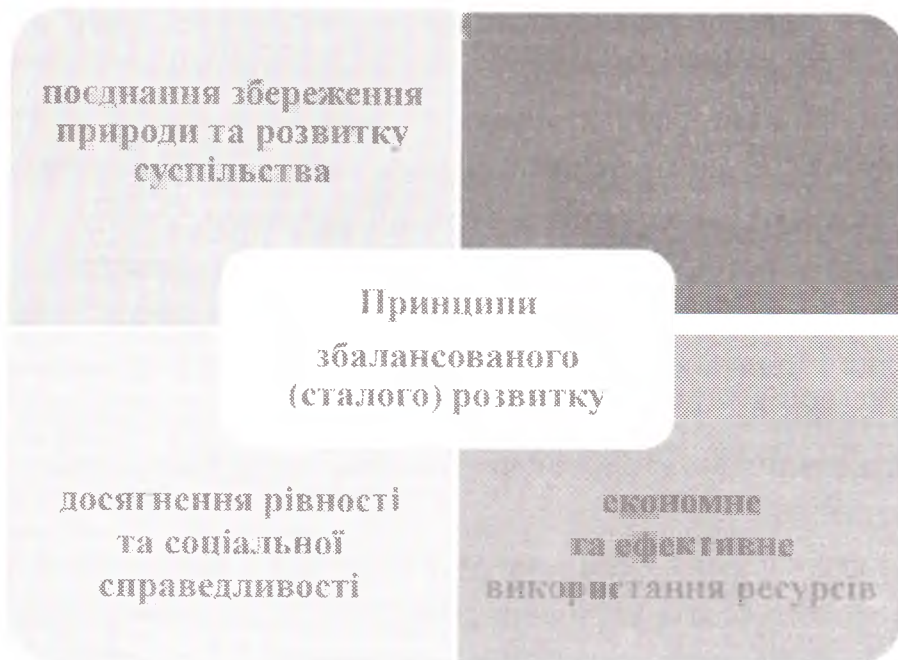 поєднання збереження
природи та розвитку
суспільства
Принципи
збалансованого
(сталого) розвитку
досягнення рівності
та соціальної
справедливості
економне
та ефективне
використання ресурсів